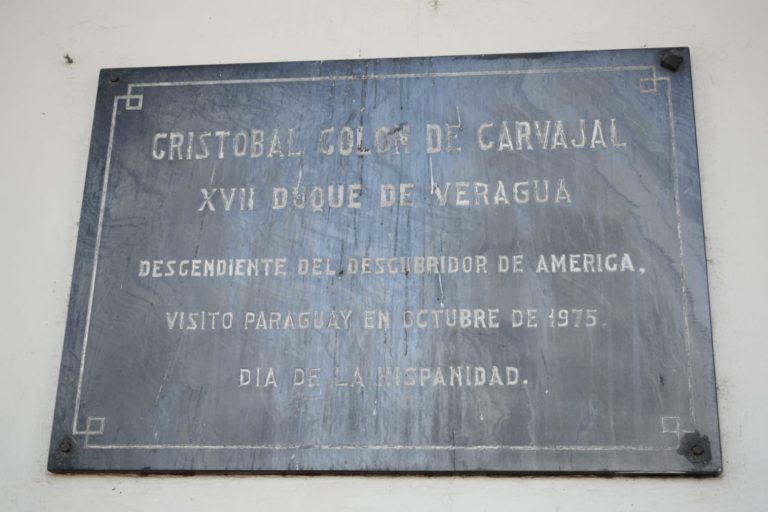 CRISTOBAL COLON DE CARVAJAL
XVII DUQUE DE VERAGUA
DESCENDIENTE DEL DESCUBRIDOR DE AMERICA,
VISITO PARAGUAY EN OCTUBRE DE 1975.
DIA DE LA HISPANIDAD.